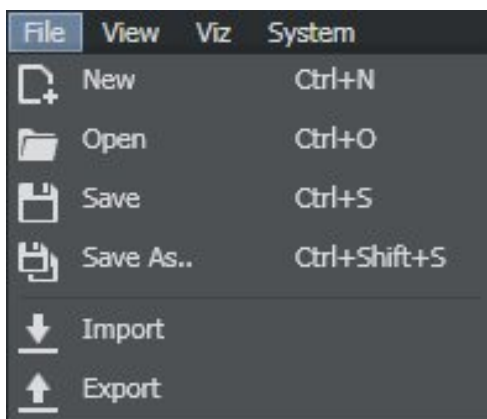 File View Viz System
New Ctrl+N
Open Ctrl+O
Save Ctrl+S
Save As.. Ctrl+Shift+S
Import
Export